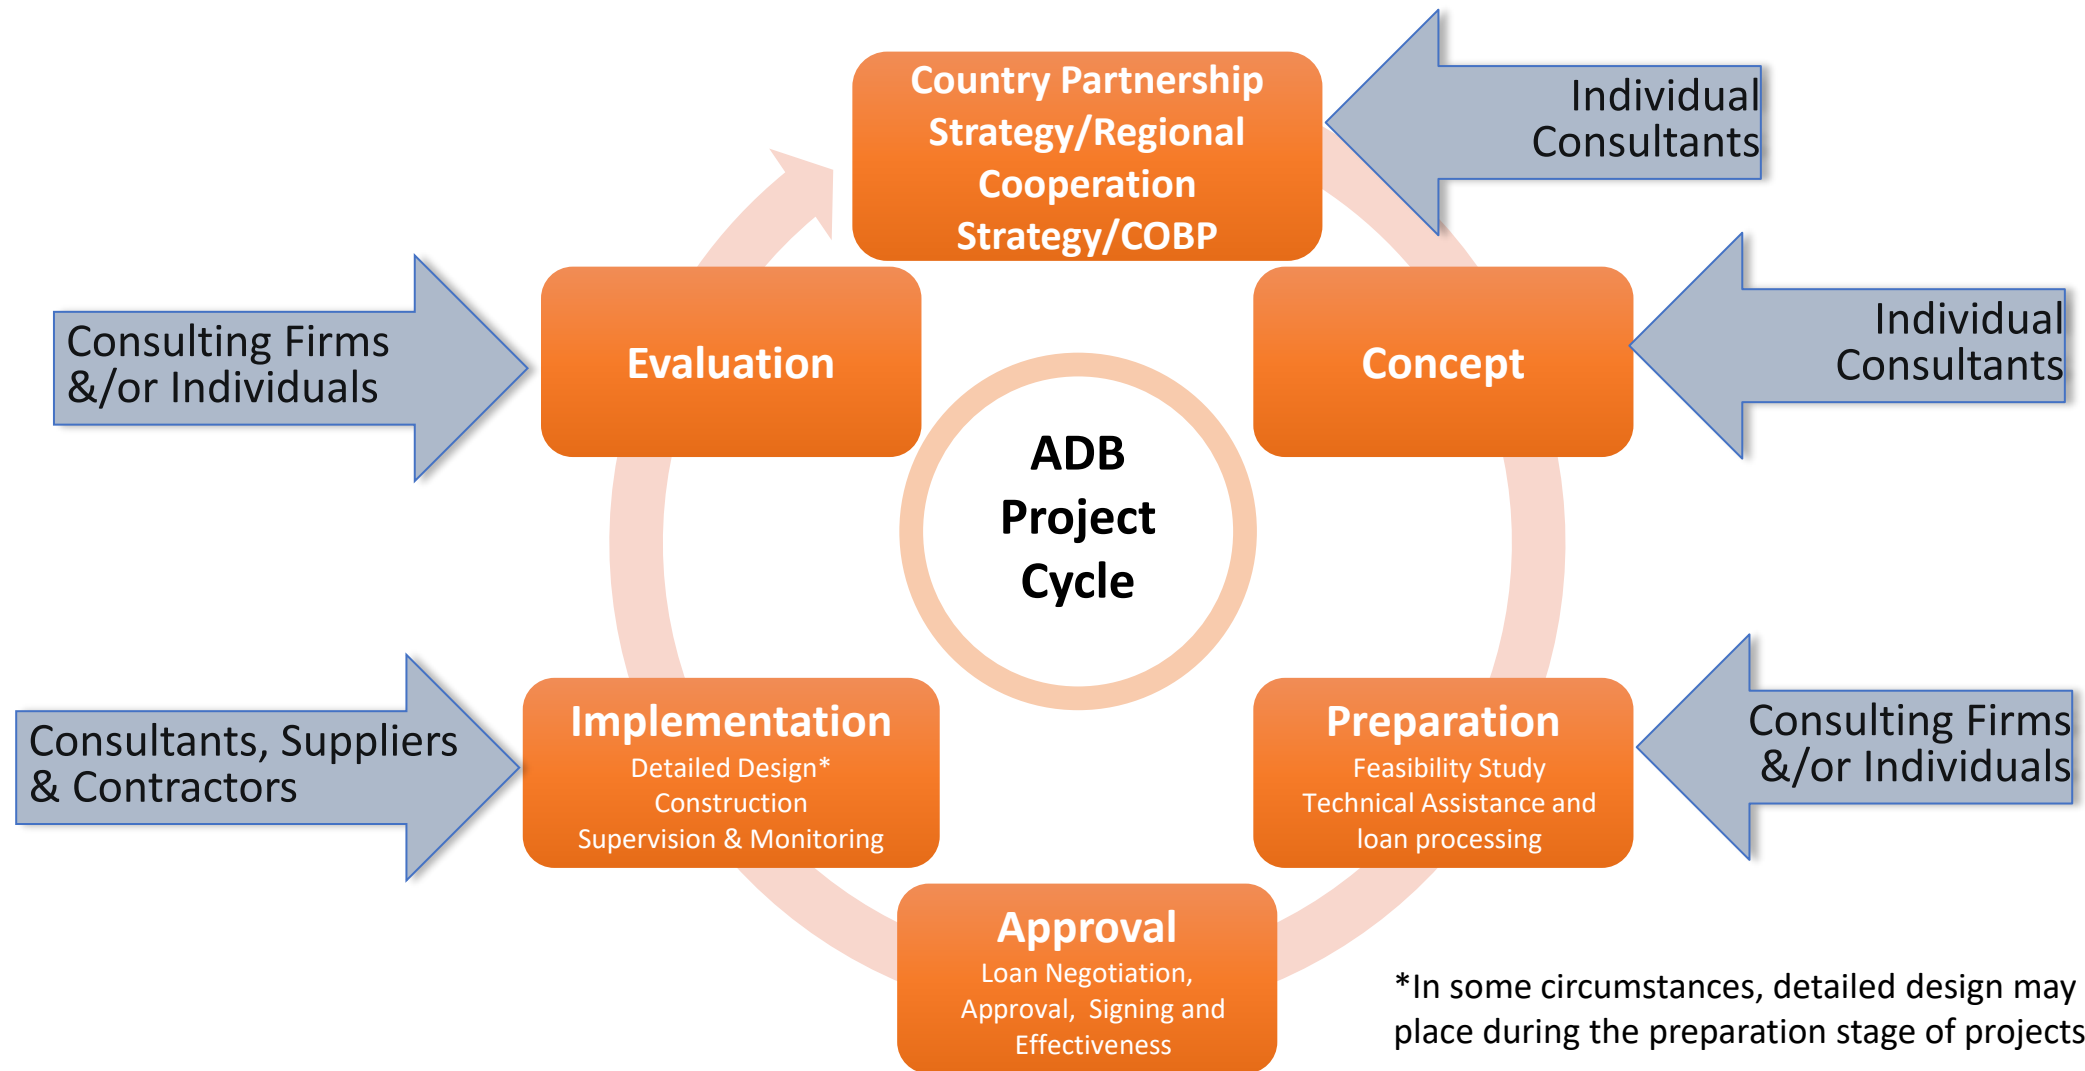 Country Partnership
Strategy/Regional
Cooperation
Strategy/COBP
Individual
Consultants
Concept
Individual
Consultants
Preparation
Feasibility Study
Technical Assistance and
loan processing
Consulting Firms
&/or Individuals
Approval
Loan Negotiation,
Approval, Signing and
Effectiveness
Implementation
Detailed Design*
Construction
Supervision & Monitoring
Consultants, Suppliers
& Contractors
Evaluation
Consulting Firms
&/or Individuals
ADB
Project
Cycle
*In some circumstances, detailed design may
place during the preparation stage of projects